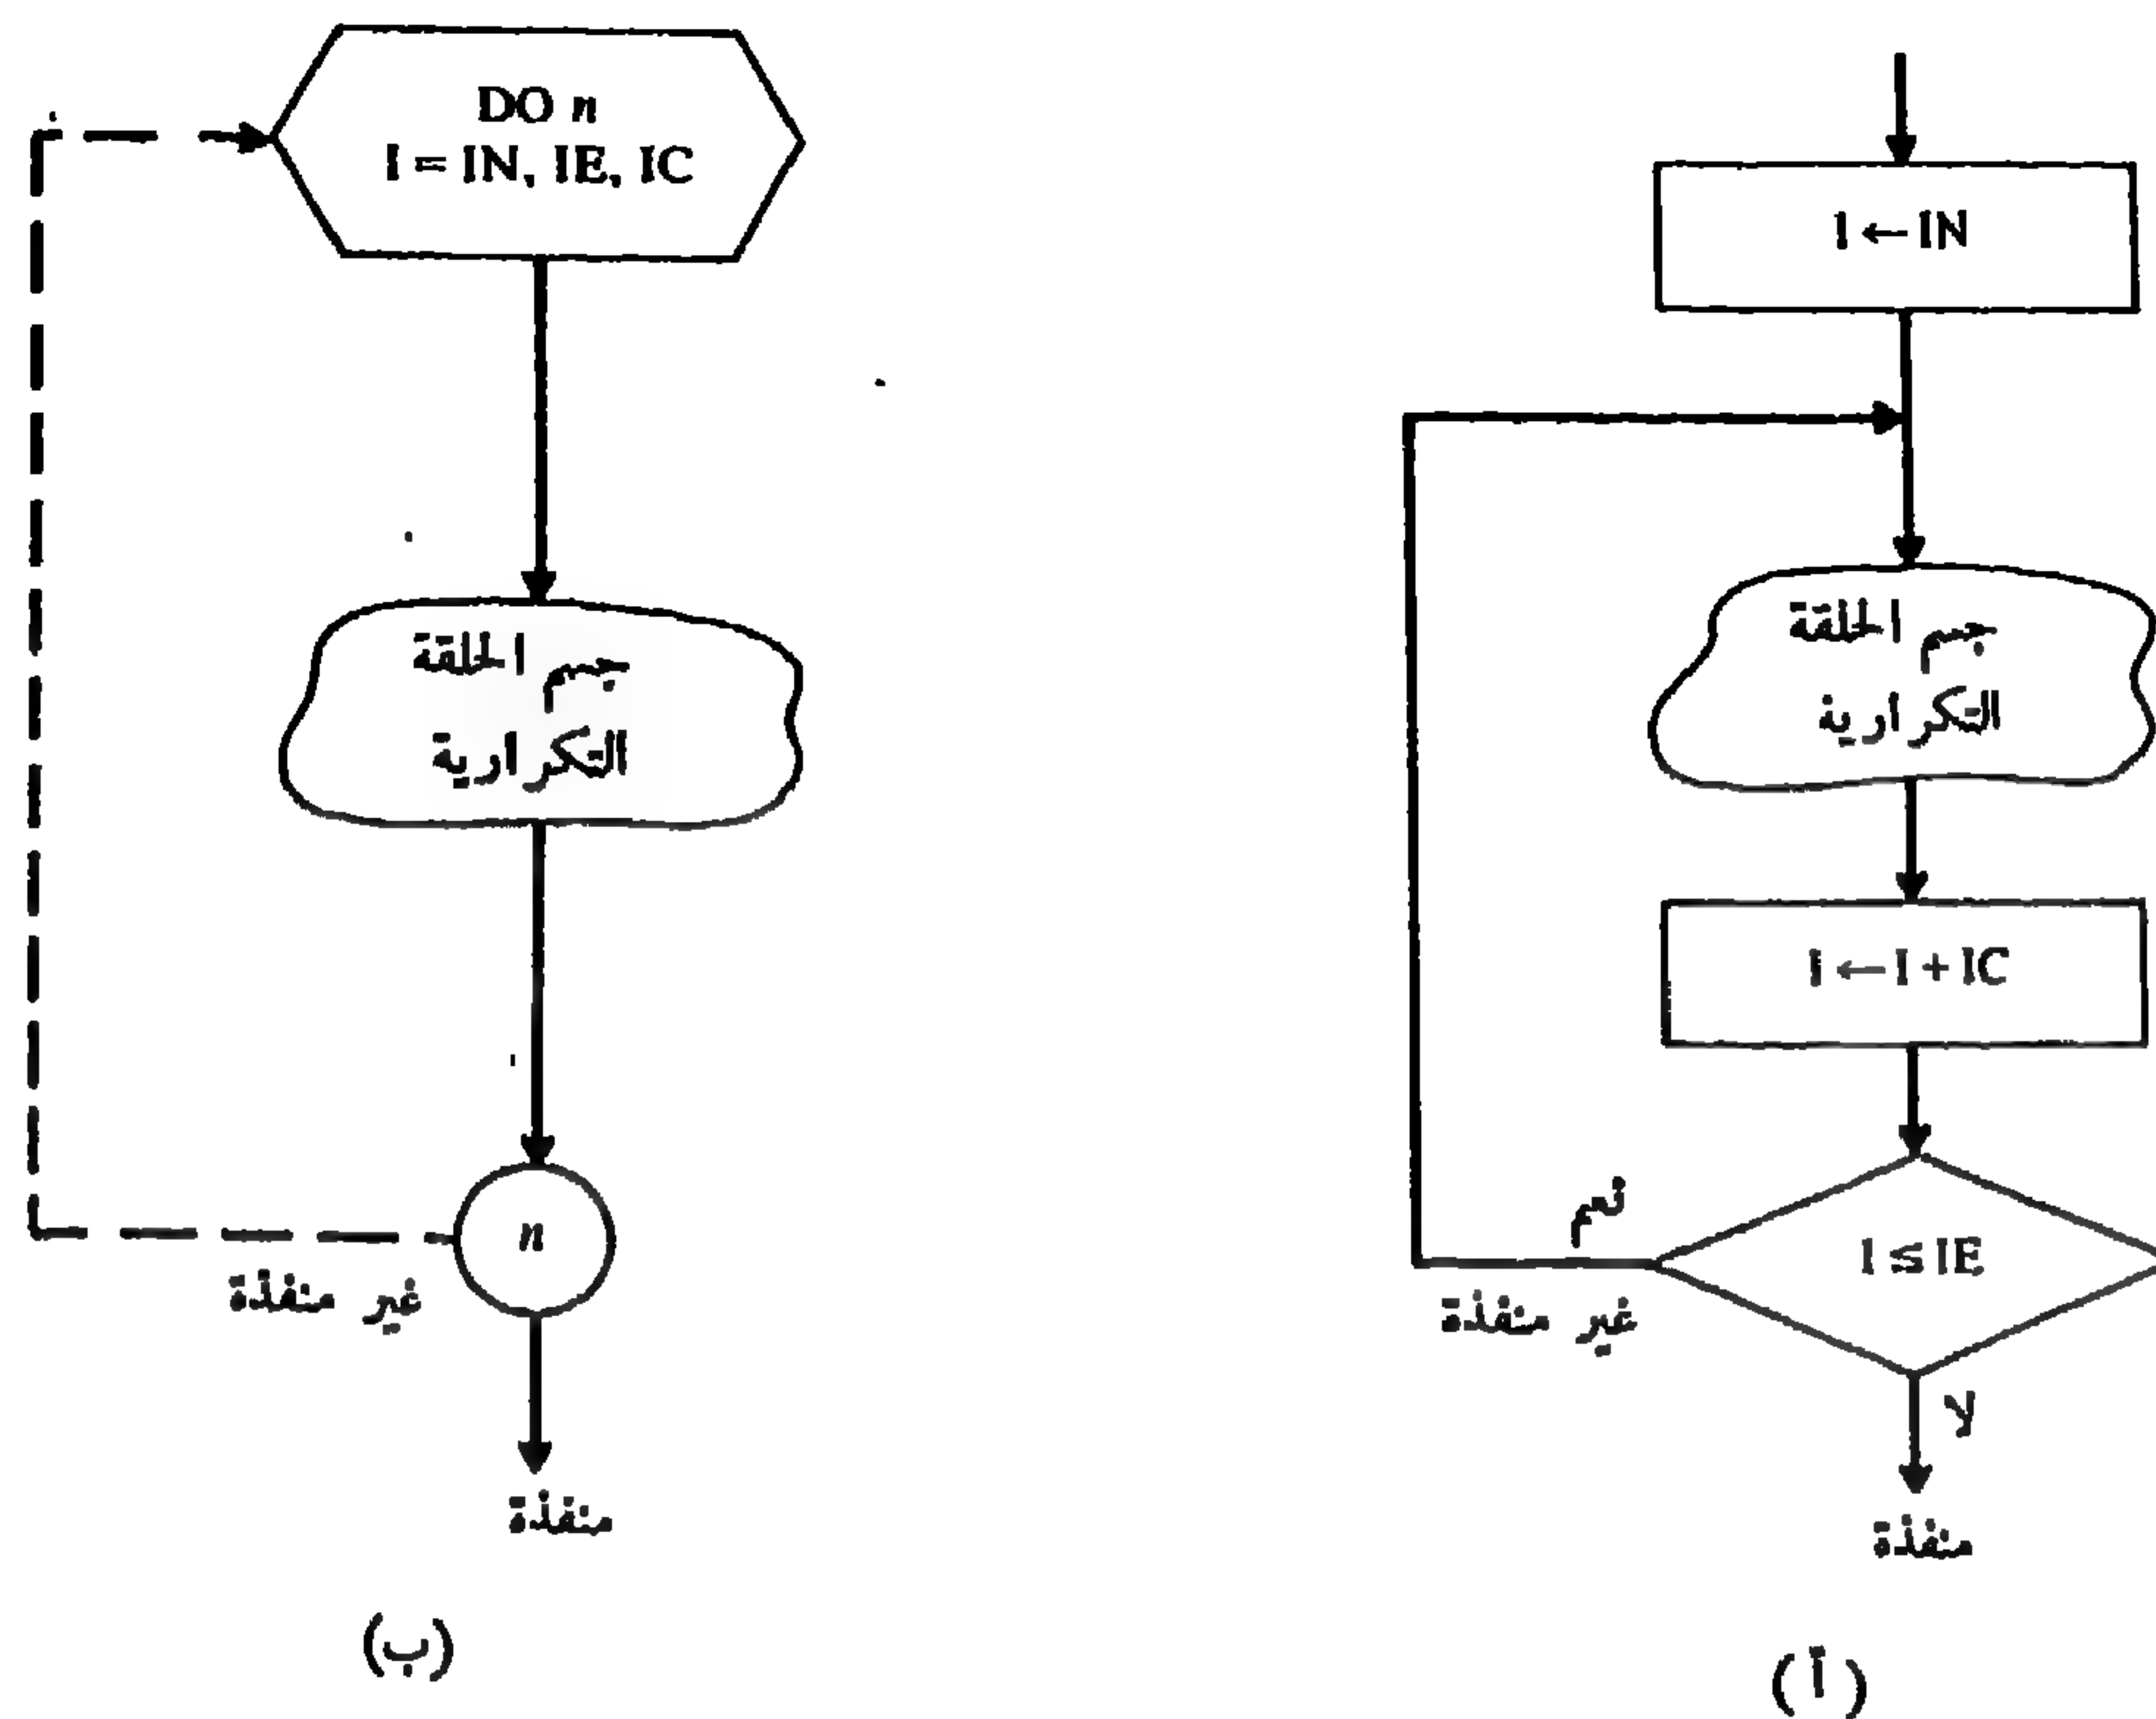 I ← IN
جسم الحلقة
التكرارية
I ← I + IC
I ≤ IE
نعم
غير منفذة
لا
منفذة
(أ)
DO n
I = IN, IE, IC
جسم الحلقة
التكرارية
n
غير منفذة
منفذة
(ب)